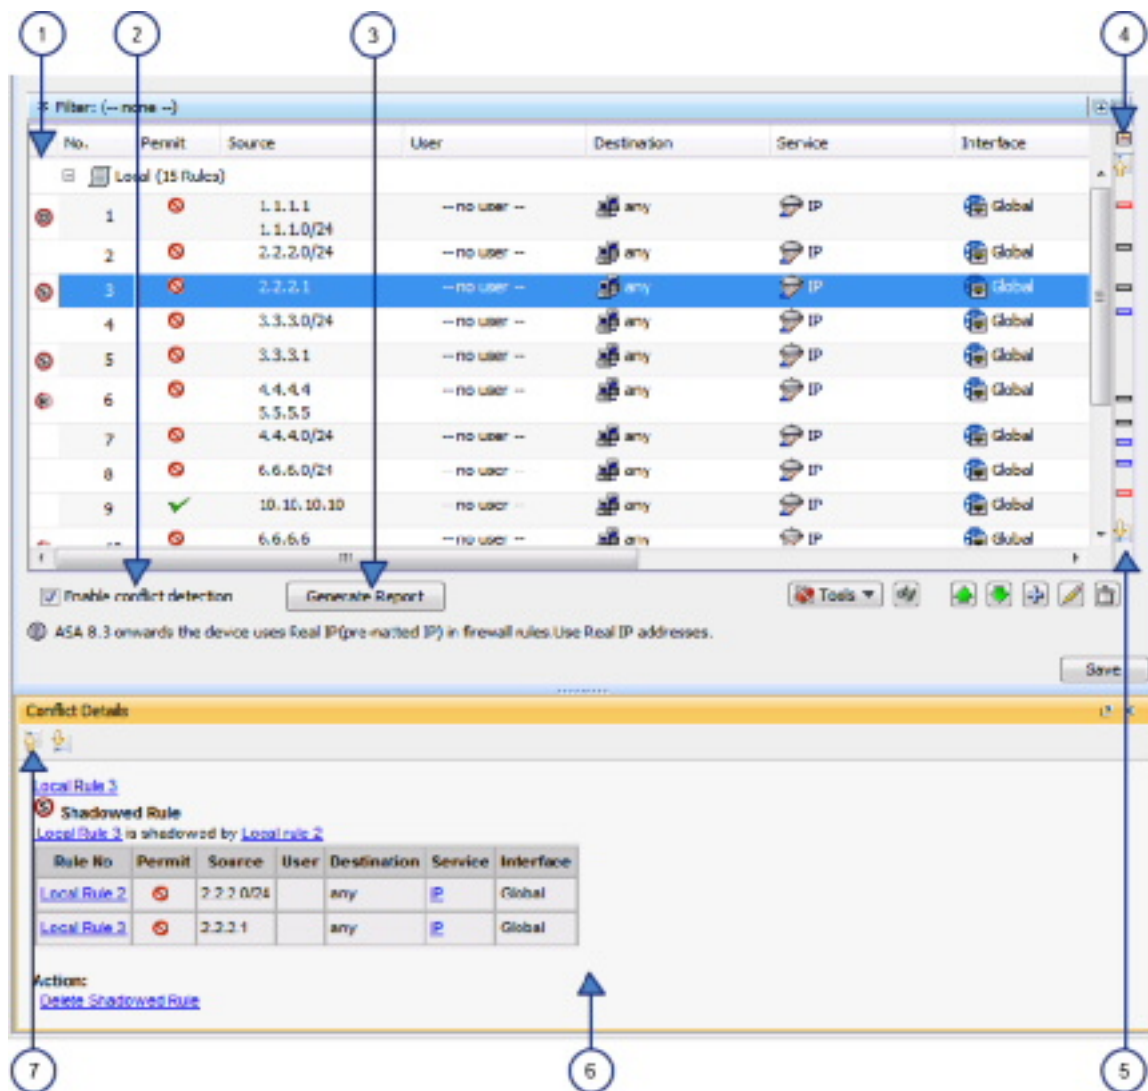 1 2 3 4
Filter: (-- none --)
No. Permit Source User Destination Service Interface
Local (15 Rules)
1 1.1.1.1 -- no user -- any IP Global
1.1.1.0/24
2 2.2.2.0/24 -- no user -- any IP Global
3 2.2.2.1 -- no user -- any IP Global
4 3.3.3.0/24 -- no user -- any IP Global
5 3.3.3.1 -- no user -- any IP Global
6 4.4.4.4 -- no user -- any IP Global
5.5.5.5
7 4.4.4.0/24 -- no user -- any IP Global
8 6.6.6.0/24 -- no user -- any IP Global
9 10.10.10.10 -- no user -- any IP Global
6.6.6.6 -- no user -- any IP Global
Enable conflict detection Generate Report Tools
ASA 8.3 onwards the device uses Real IP(pre-natted IP) in firewall rules.Use Real IP addresses.
Save
Conflict Details
Local Rule 3
Shadowed Rule
Local Rule 3 is shadowed by Local rule 2
Rule No Permit Source User Destination Service Interface
Local Rule 2 2.2.2.0/24 any IP Global
Local Rule 3 2.2.2.1 any IP Global
Action:
Delete Shadowed Rule
7 6 5